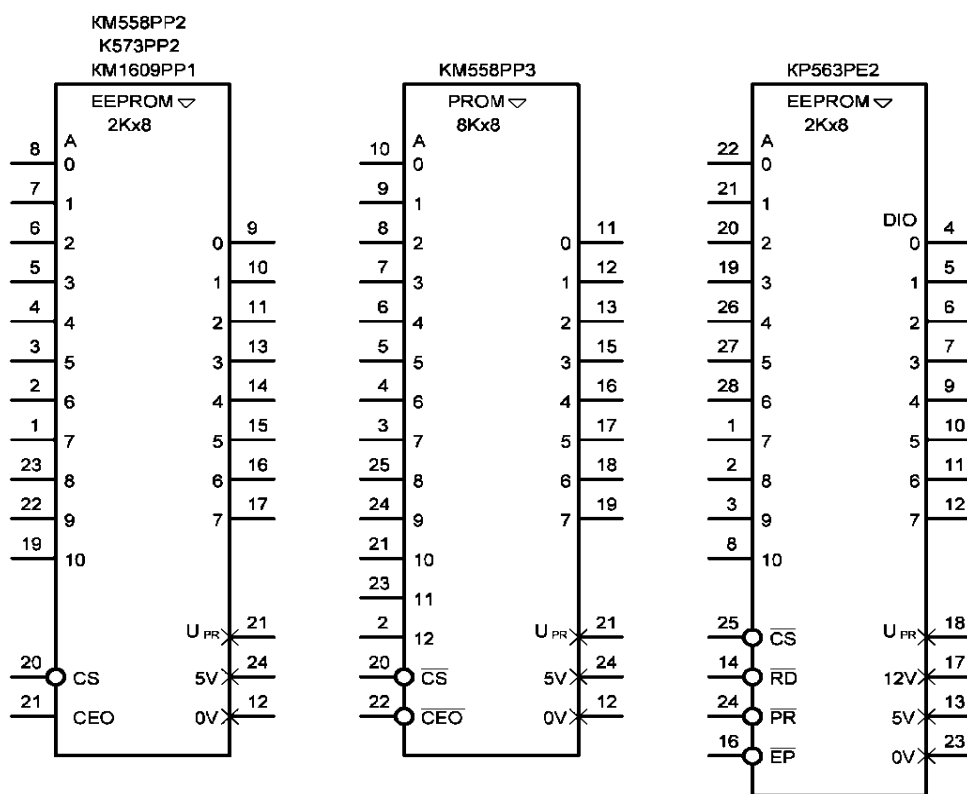 KM558PP2
K573PP2
KM1609PP1
EEPROM
2Kx8
A
8 0
7 1
6 2 0 9
5 3 1 10
4 4 2 11
3 5 3 13
2 6 4 14
1 7 5 15
23 8 6 16
22 9 7 17
19 10
U PR 21
20 CS 5V 24
21 CEO 0V 12
KM558PP3
PROM
8Kx8
A
10 0
9 1
8 2 0 11
7 3 1 12
6 4 2 13
5 5 3 15
4 6 4 16
3 7 5 17
25 8 6 18
24 9 7 19
21 10
23 11
2 12 U PR 21
20 CS 5V 24
22 CEO 0V 12
KP563PE2
EEPROM
2Kx8
A
22 0
21 1
DIO
20 2 0 4
19 3 1 5
26 4 2 6
27 5 3 7
28 6 4 9
1 7 5 10
2 8 6 11
3 9 7 12
8 10
25 CS U PR 18
14 RD 12V 17
24 PR 5V 13
16 EP 0V 23